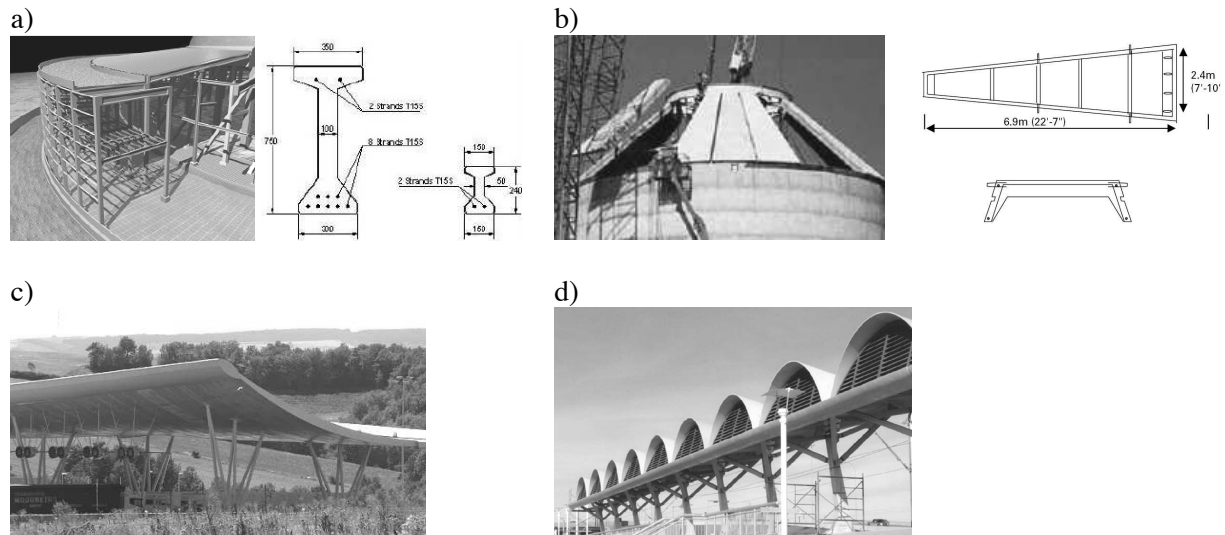 a)
350
2 Strands T15S
100
750
8 Strands T15S
300
150
2 Strands T15S
50
240
150
b)
2.4m
(7'-10'
6.9m (22'-7")
c)
d)